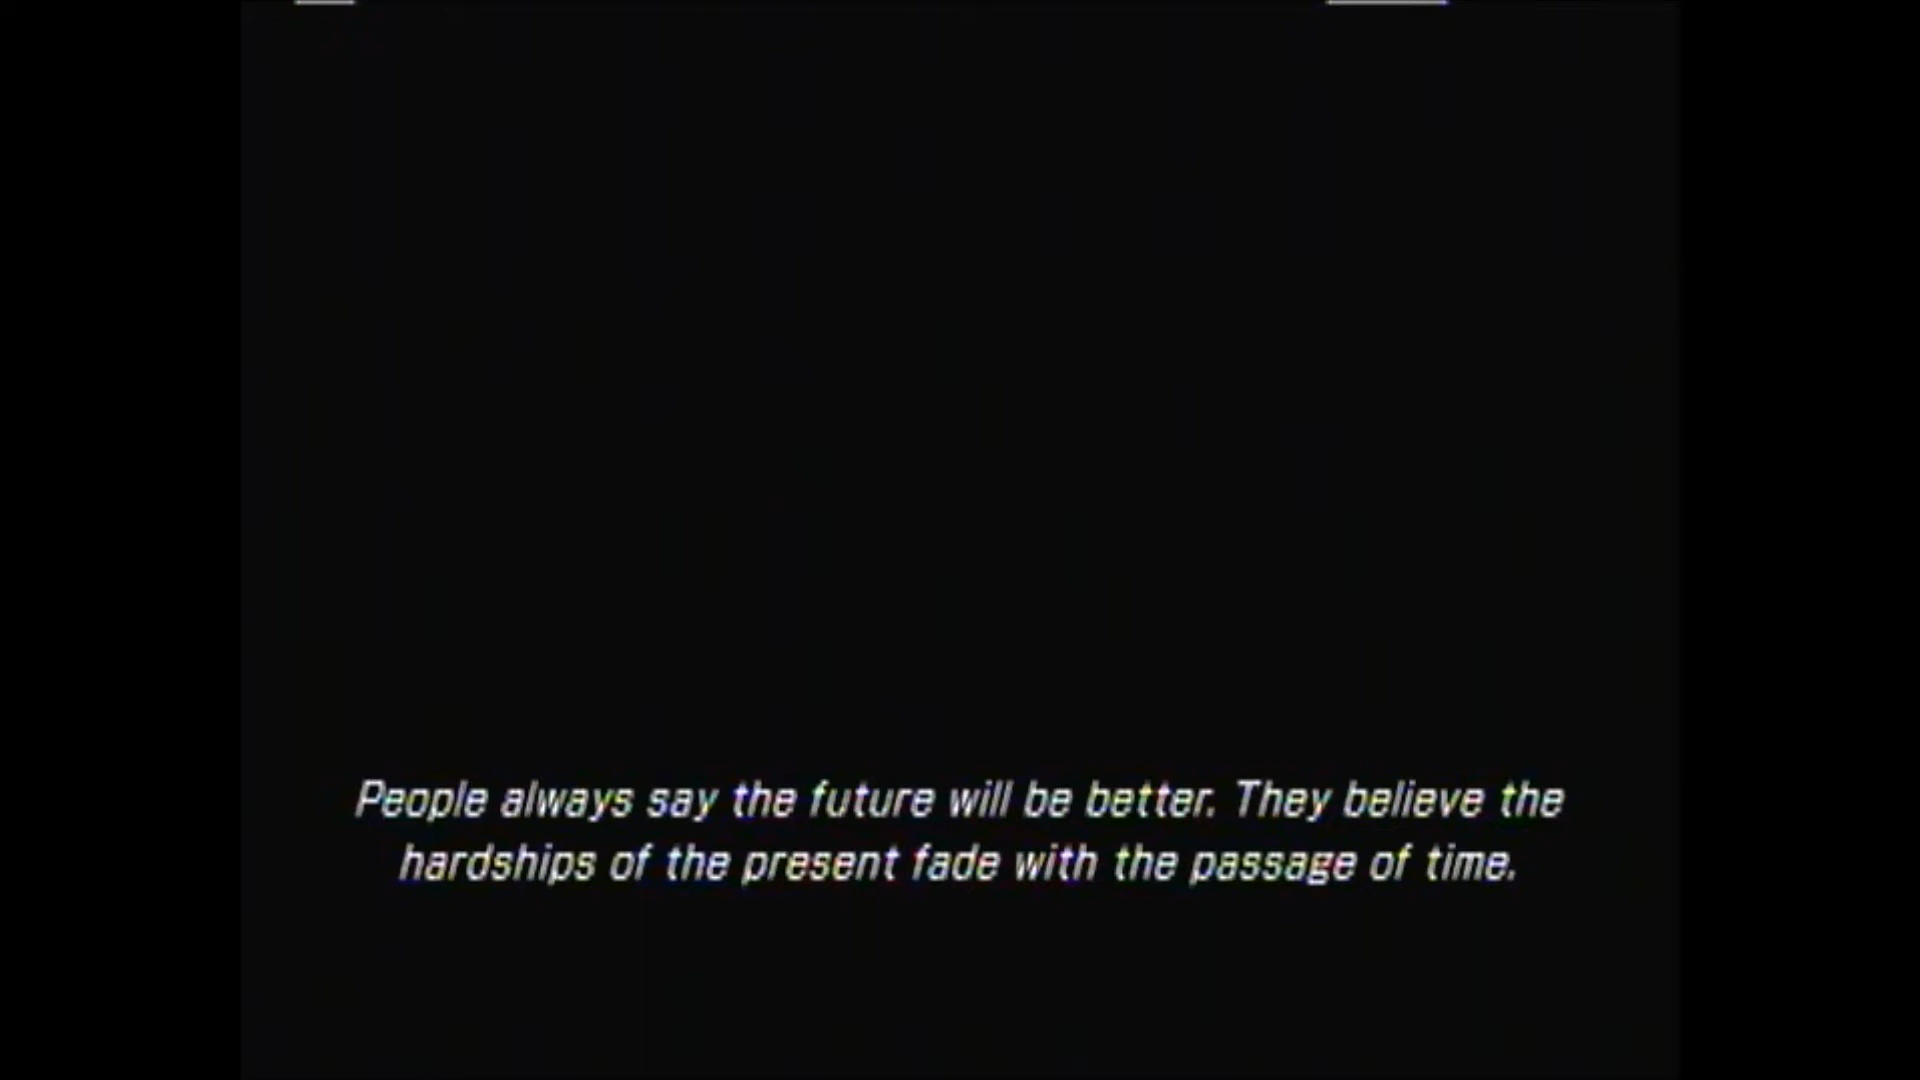 People always say the future will be better. They believe the
hardships of the present fade with the passage of time.